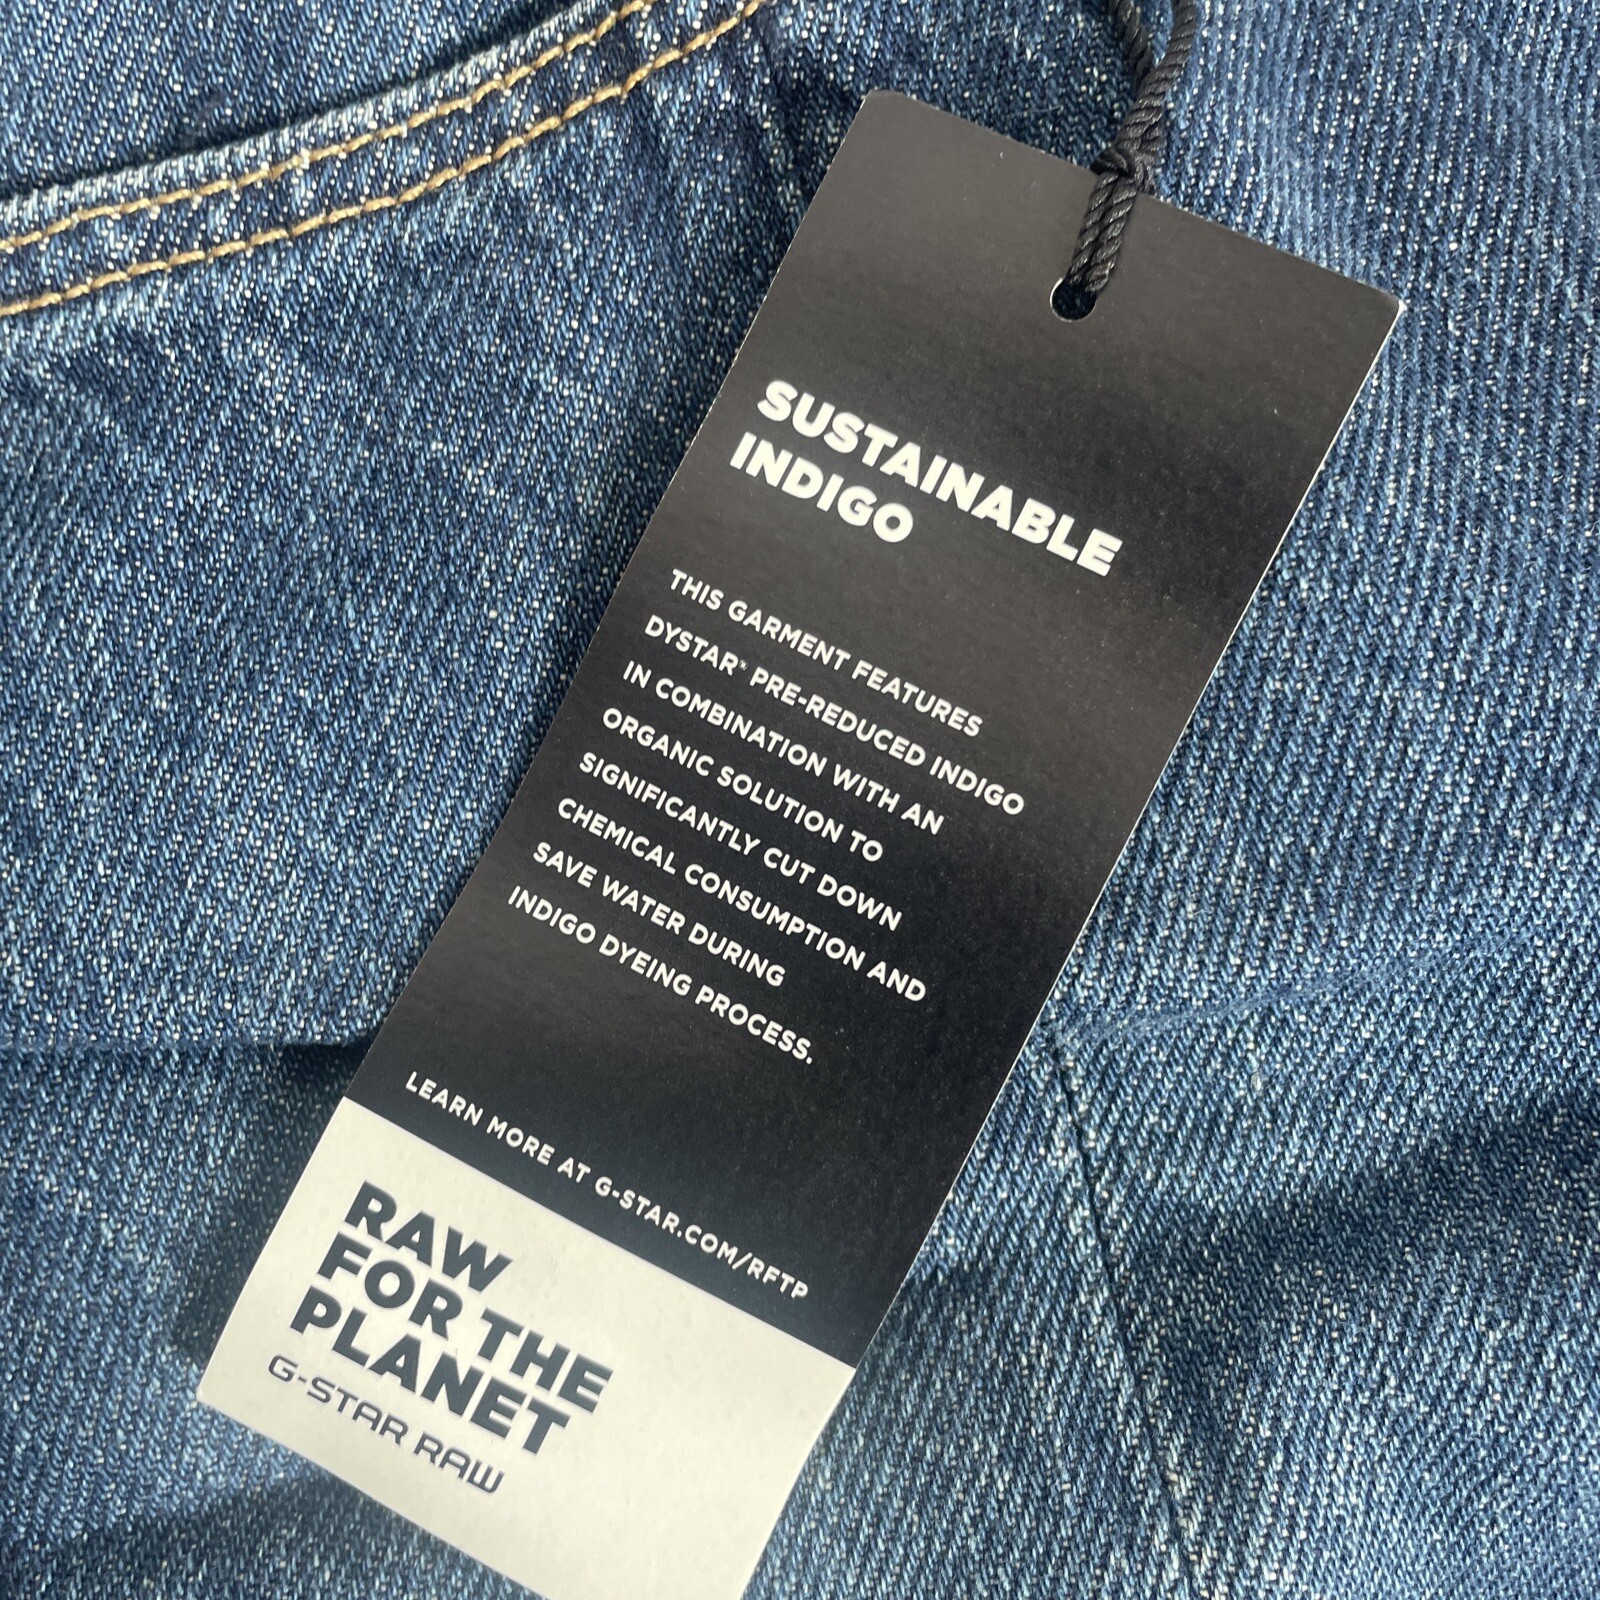 SUSTAINABLE
INDIGO
THIS GARMENT FEATURES
DYSTAR® PRE-REDUCED INDIGO
IN COMBINATION WITH AN
ORGANIC SOLUTION TO
SIGNIFICANTLY CUT DOWN
CHEMICAL CONSUMPTION AND
SAVE WATER DURING
INDIGO DYEING PROCESS.
LEARN MORE AT G-STAR.COM/RFTP
RAW
FOR THE
PLANET
G-STAR RAW